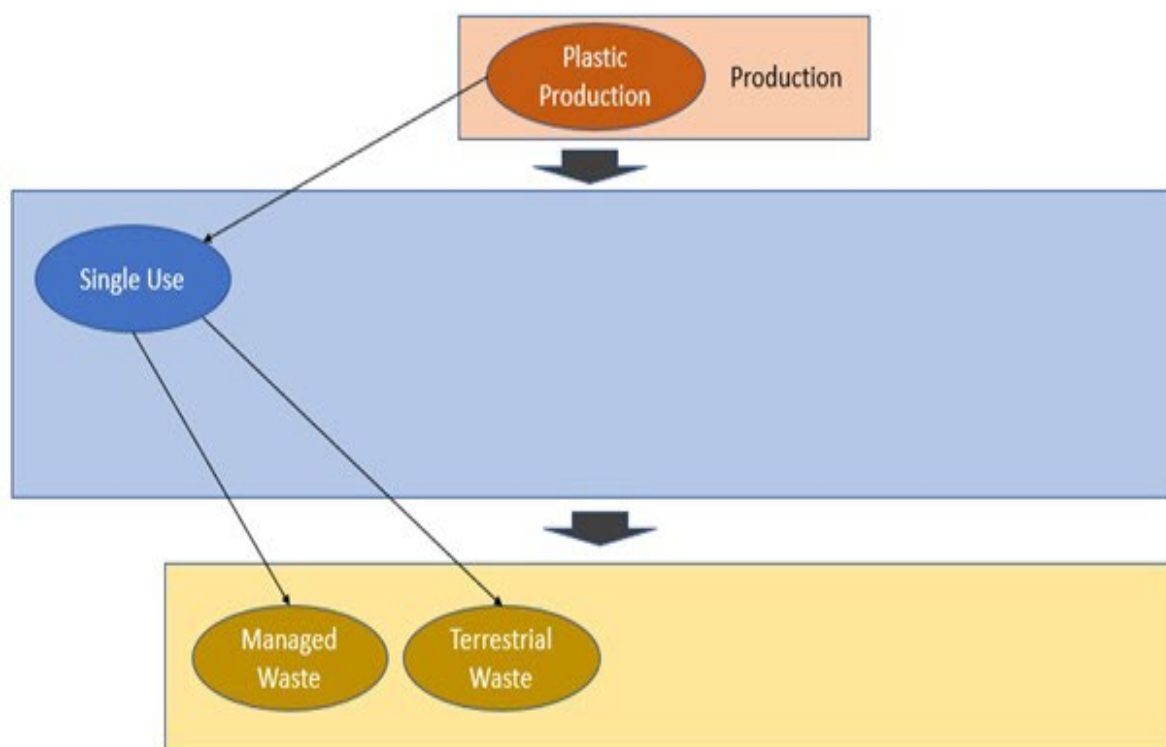 Plastic
Production
Production
Single Use
Managed
Waste
Terrestrial
Waste